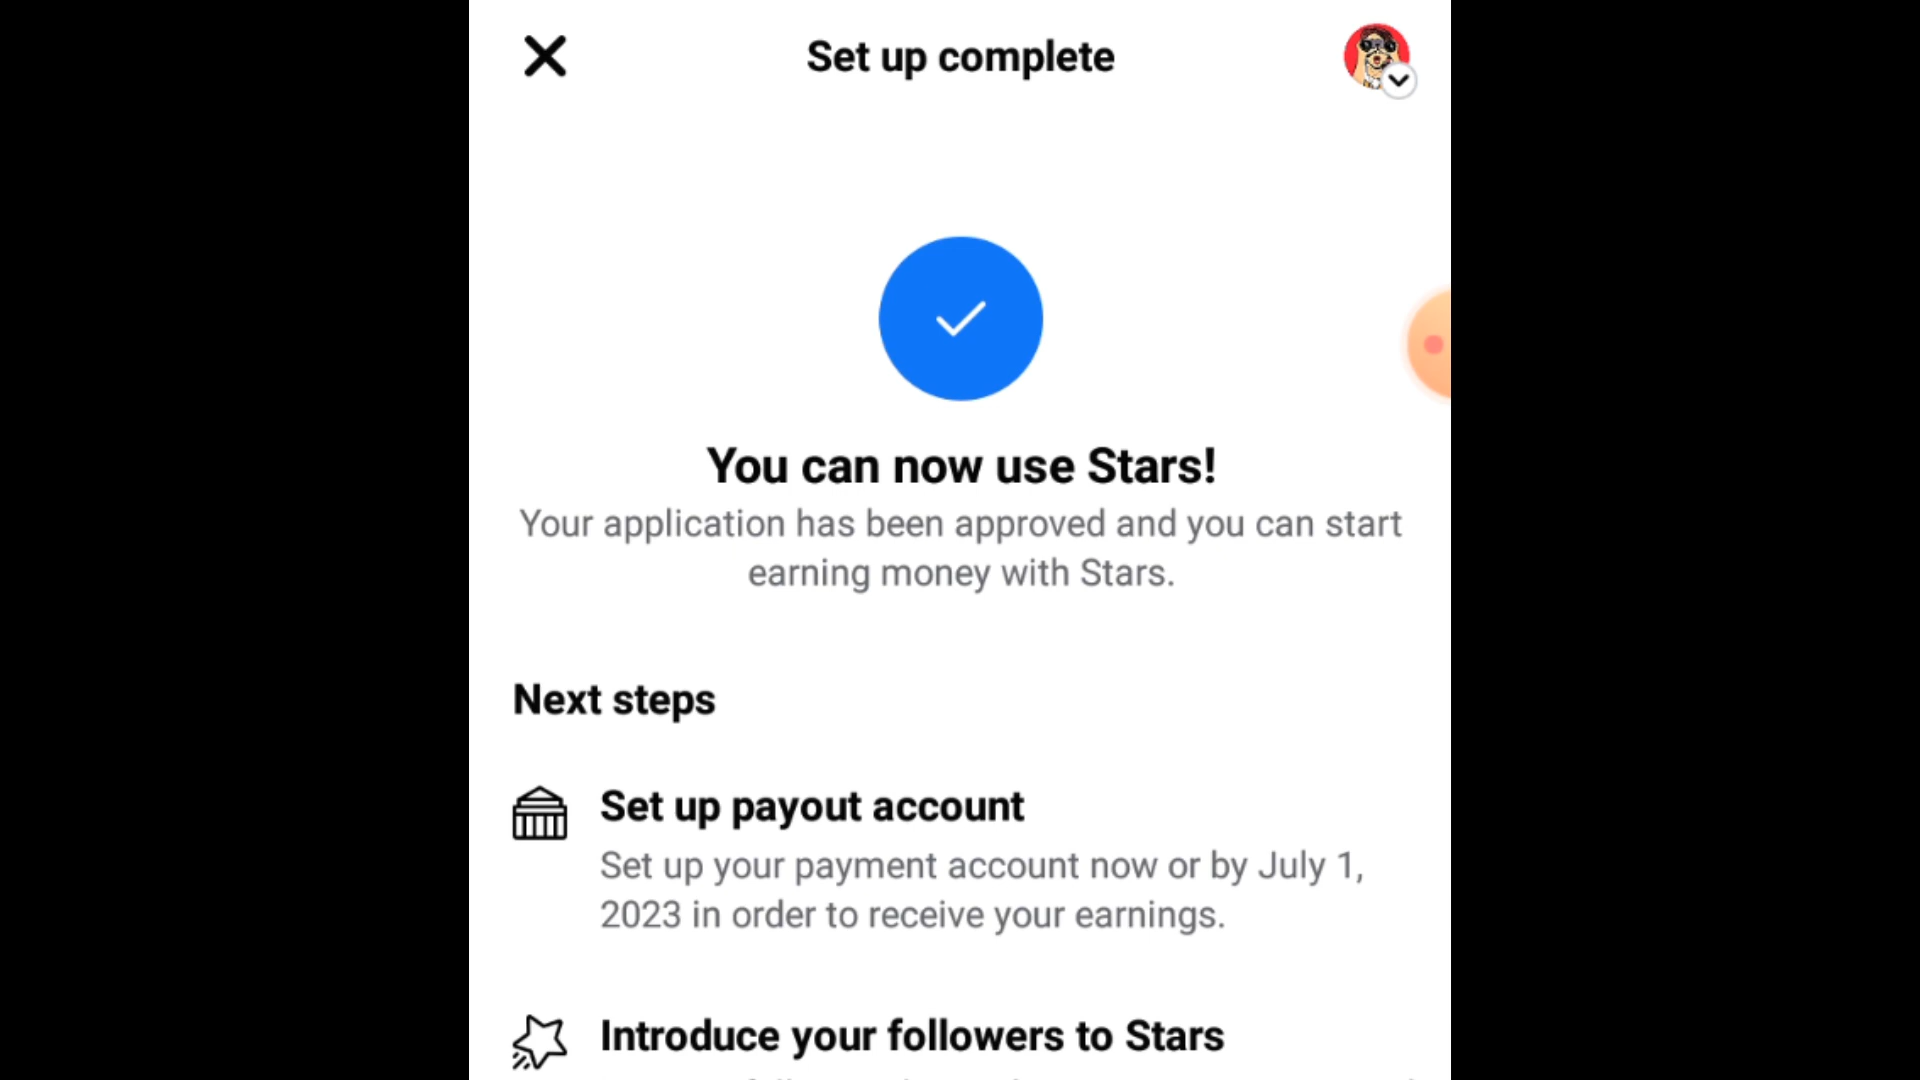 Set up complete
You can now use Stars!
Your application has been approved and you can start
earning money with Stars.
Next steps
Set up payout account
Set up your payment account now or by July 1,
2023 in order to receive your earnings.
Introduce your followers to Stars